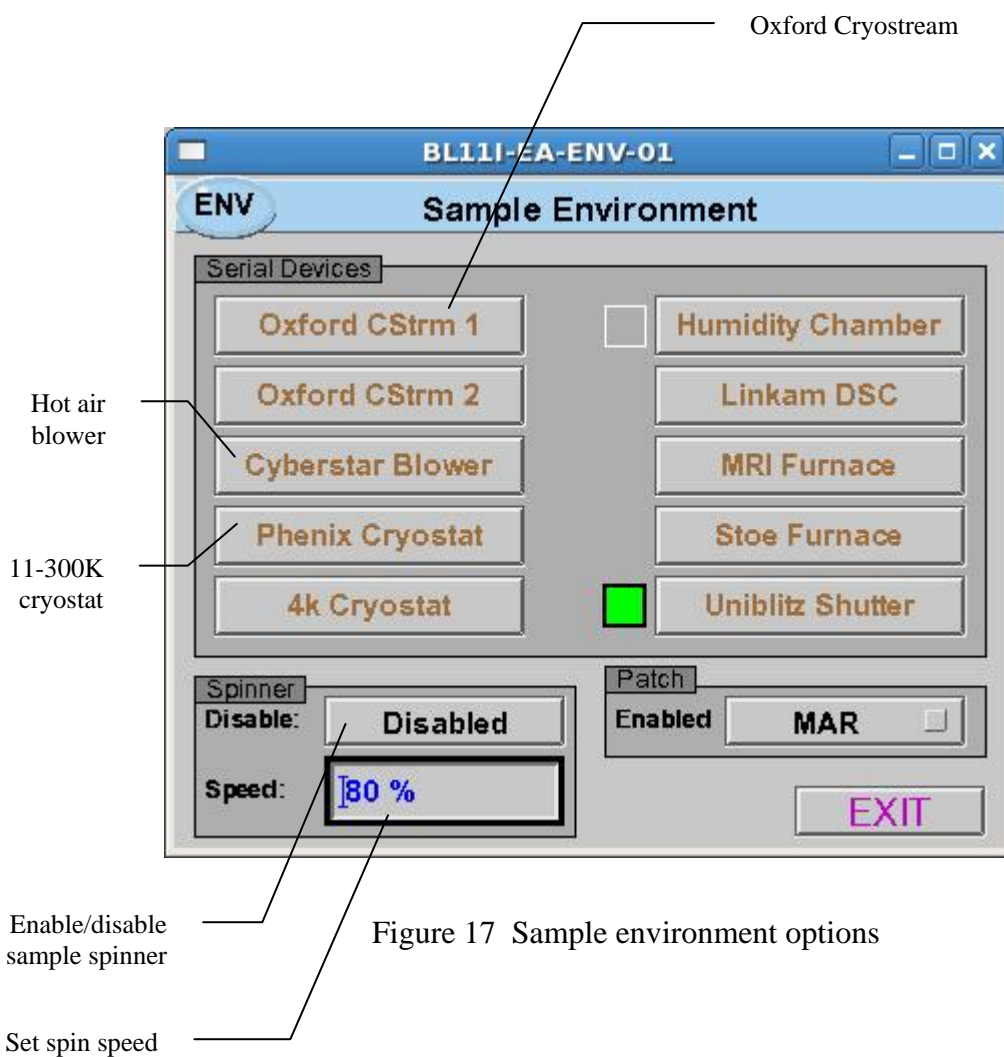 Oxford Cryostream
BL11I-EA-ENV-01
ENV
Sample Environment
Serial Devices
Oxford CStrm 1
Humidity Chamber
Oxford CStrm 2
Linkam DSC
Hot air
blower
Cyberstar Blower
MRI Furnace
Phenix Cryostat
Stoe Furnace
11-300K
cryostat
4k Cryostat
Uniblitz Shutter
Spinner
Disable:
Disabled
Speed:
80 %
Patch
Enabled
MAR
EXIT
Enable/disable
sample spinner
Figure 17 Sample environment options
Set spin speed